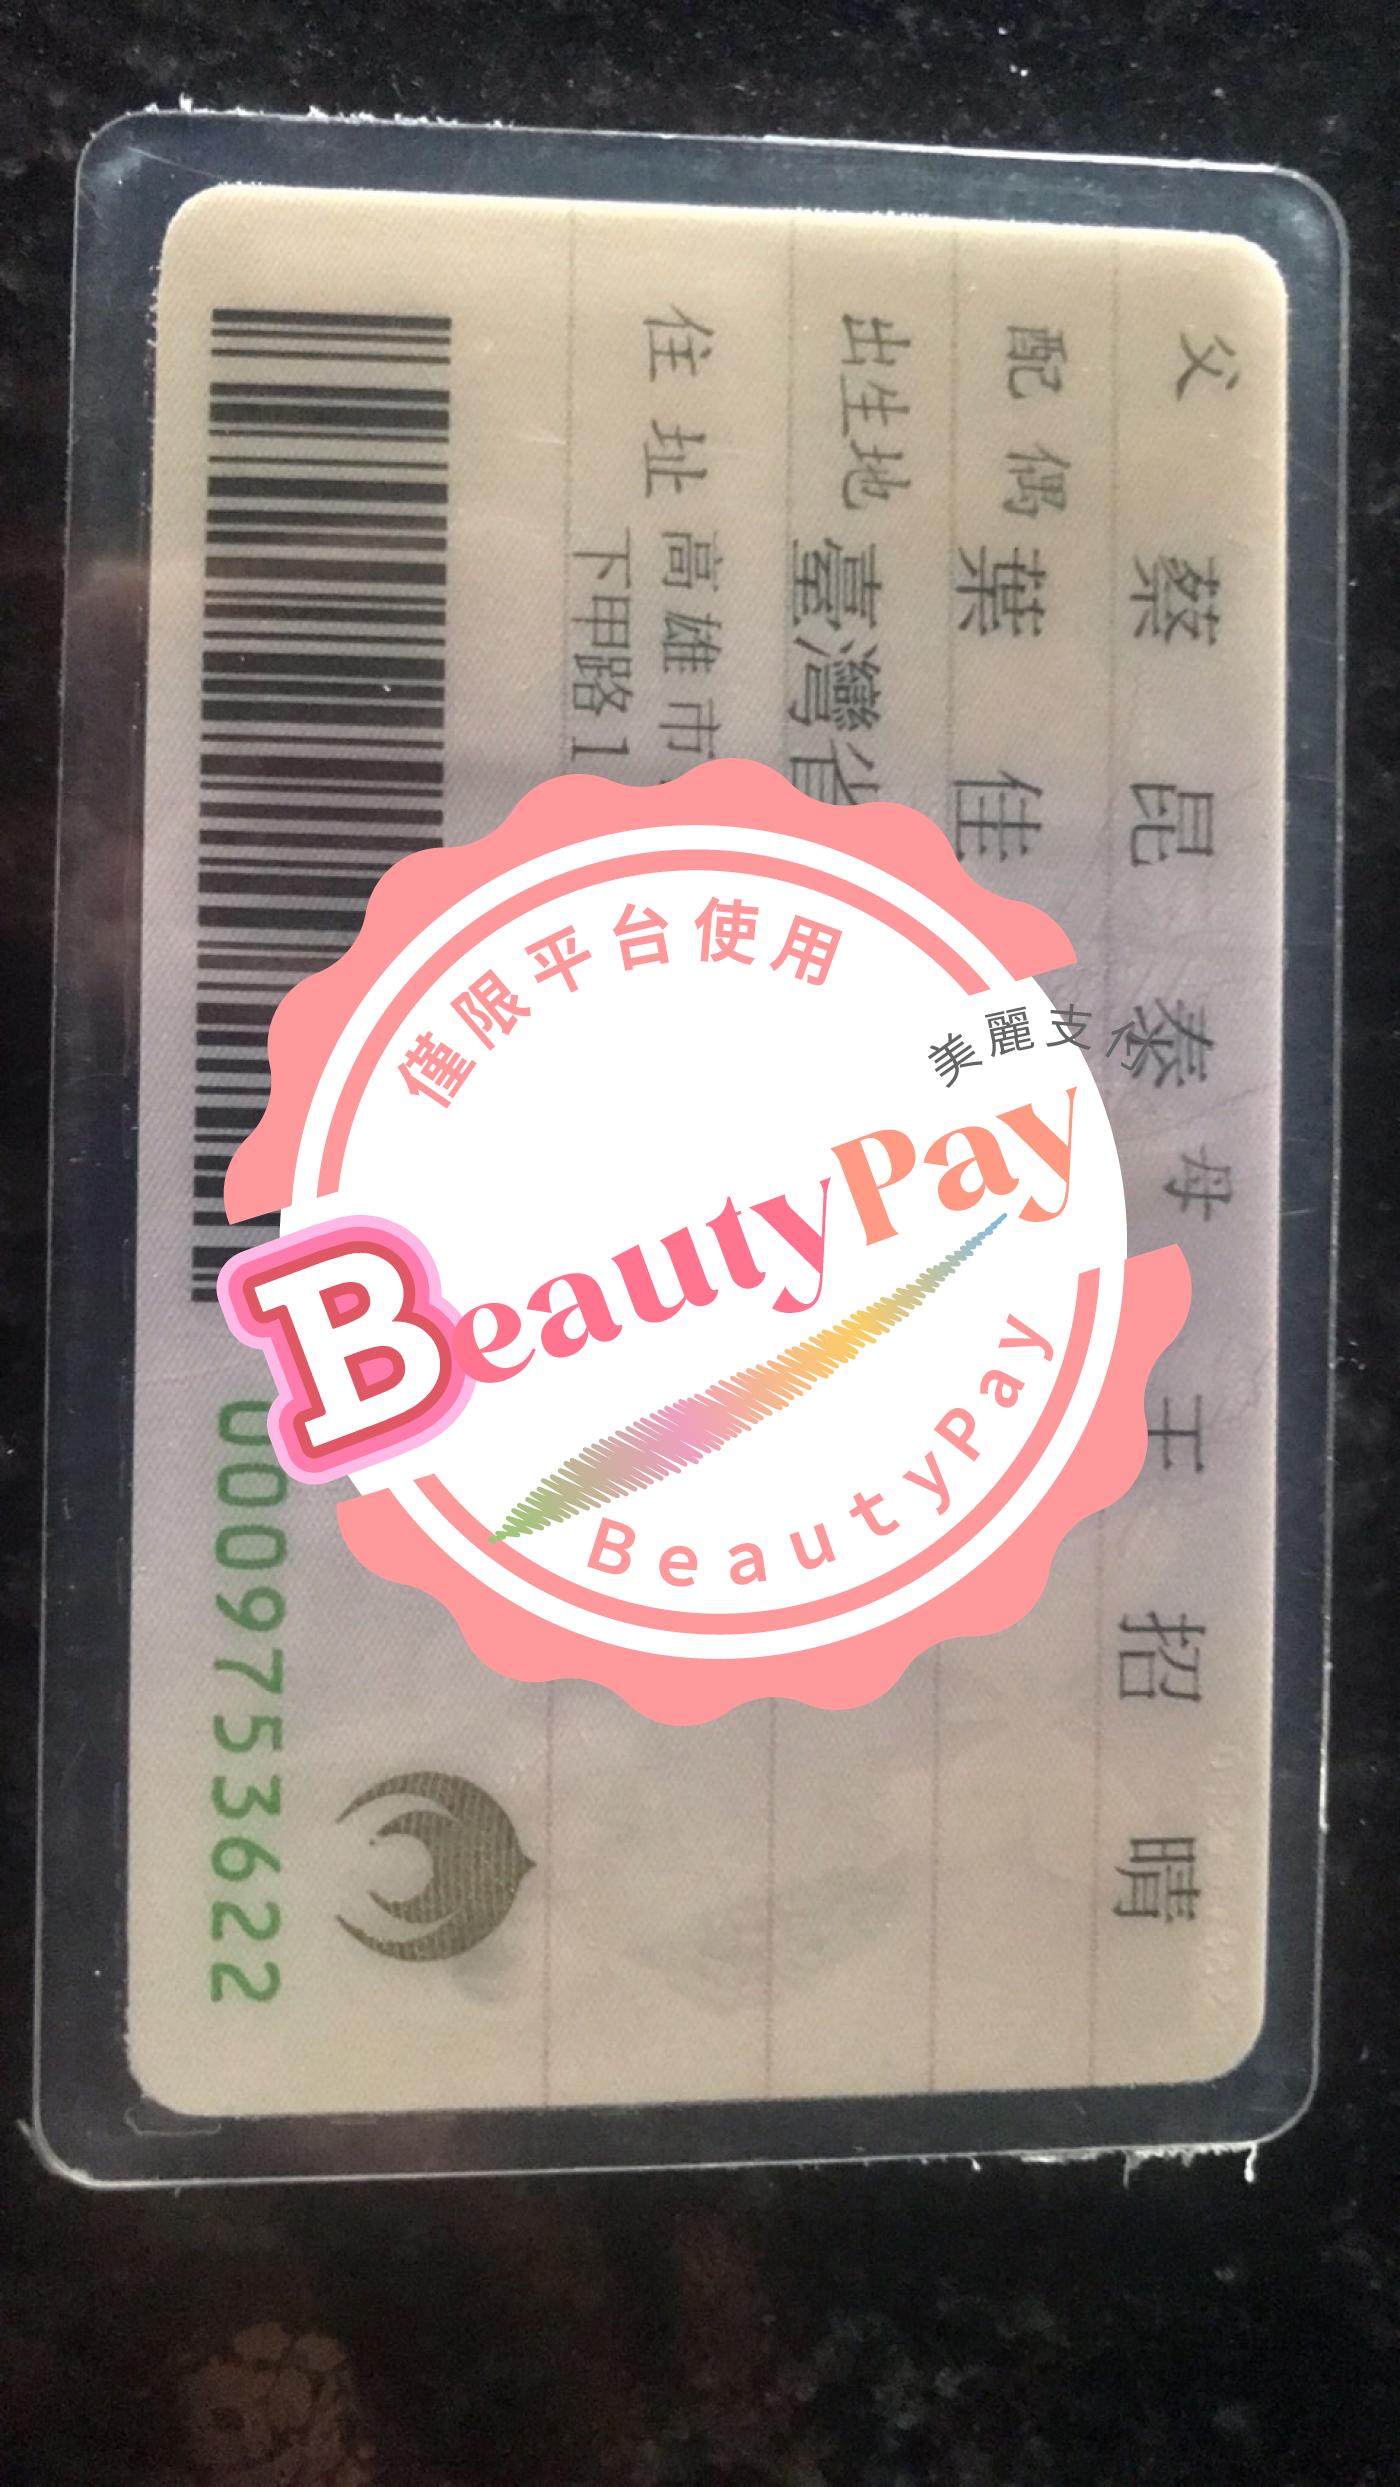 父 蔡昆泰 母 王招晴
配偶 葉佳
出生地 臺灣省
住址 高雄市
下甲路1
0009753622
僅限平台使用
美麗支付
BeautyPay
BeautyPay